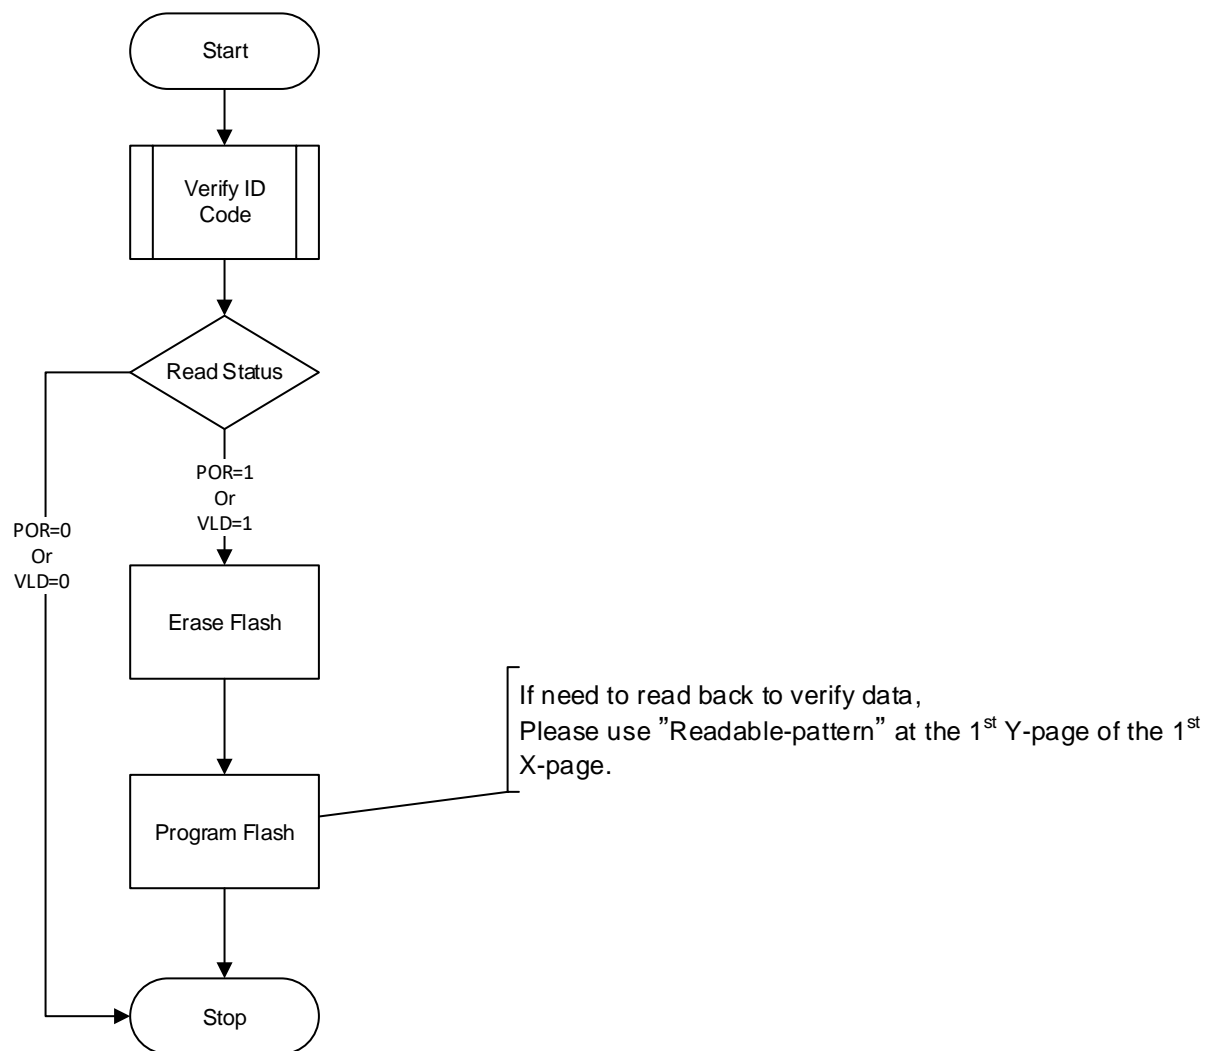 Start
Verify ID
Code
Read Status
POR=1
Or
VLD=1
POR=0
Or
VLD=0
Erase Flash
If need to read back to verify data,
Please use ”Readable-pattern” at the 1st Y-page of the 1st
X-page.
Program Flash
Stop